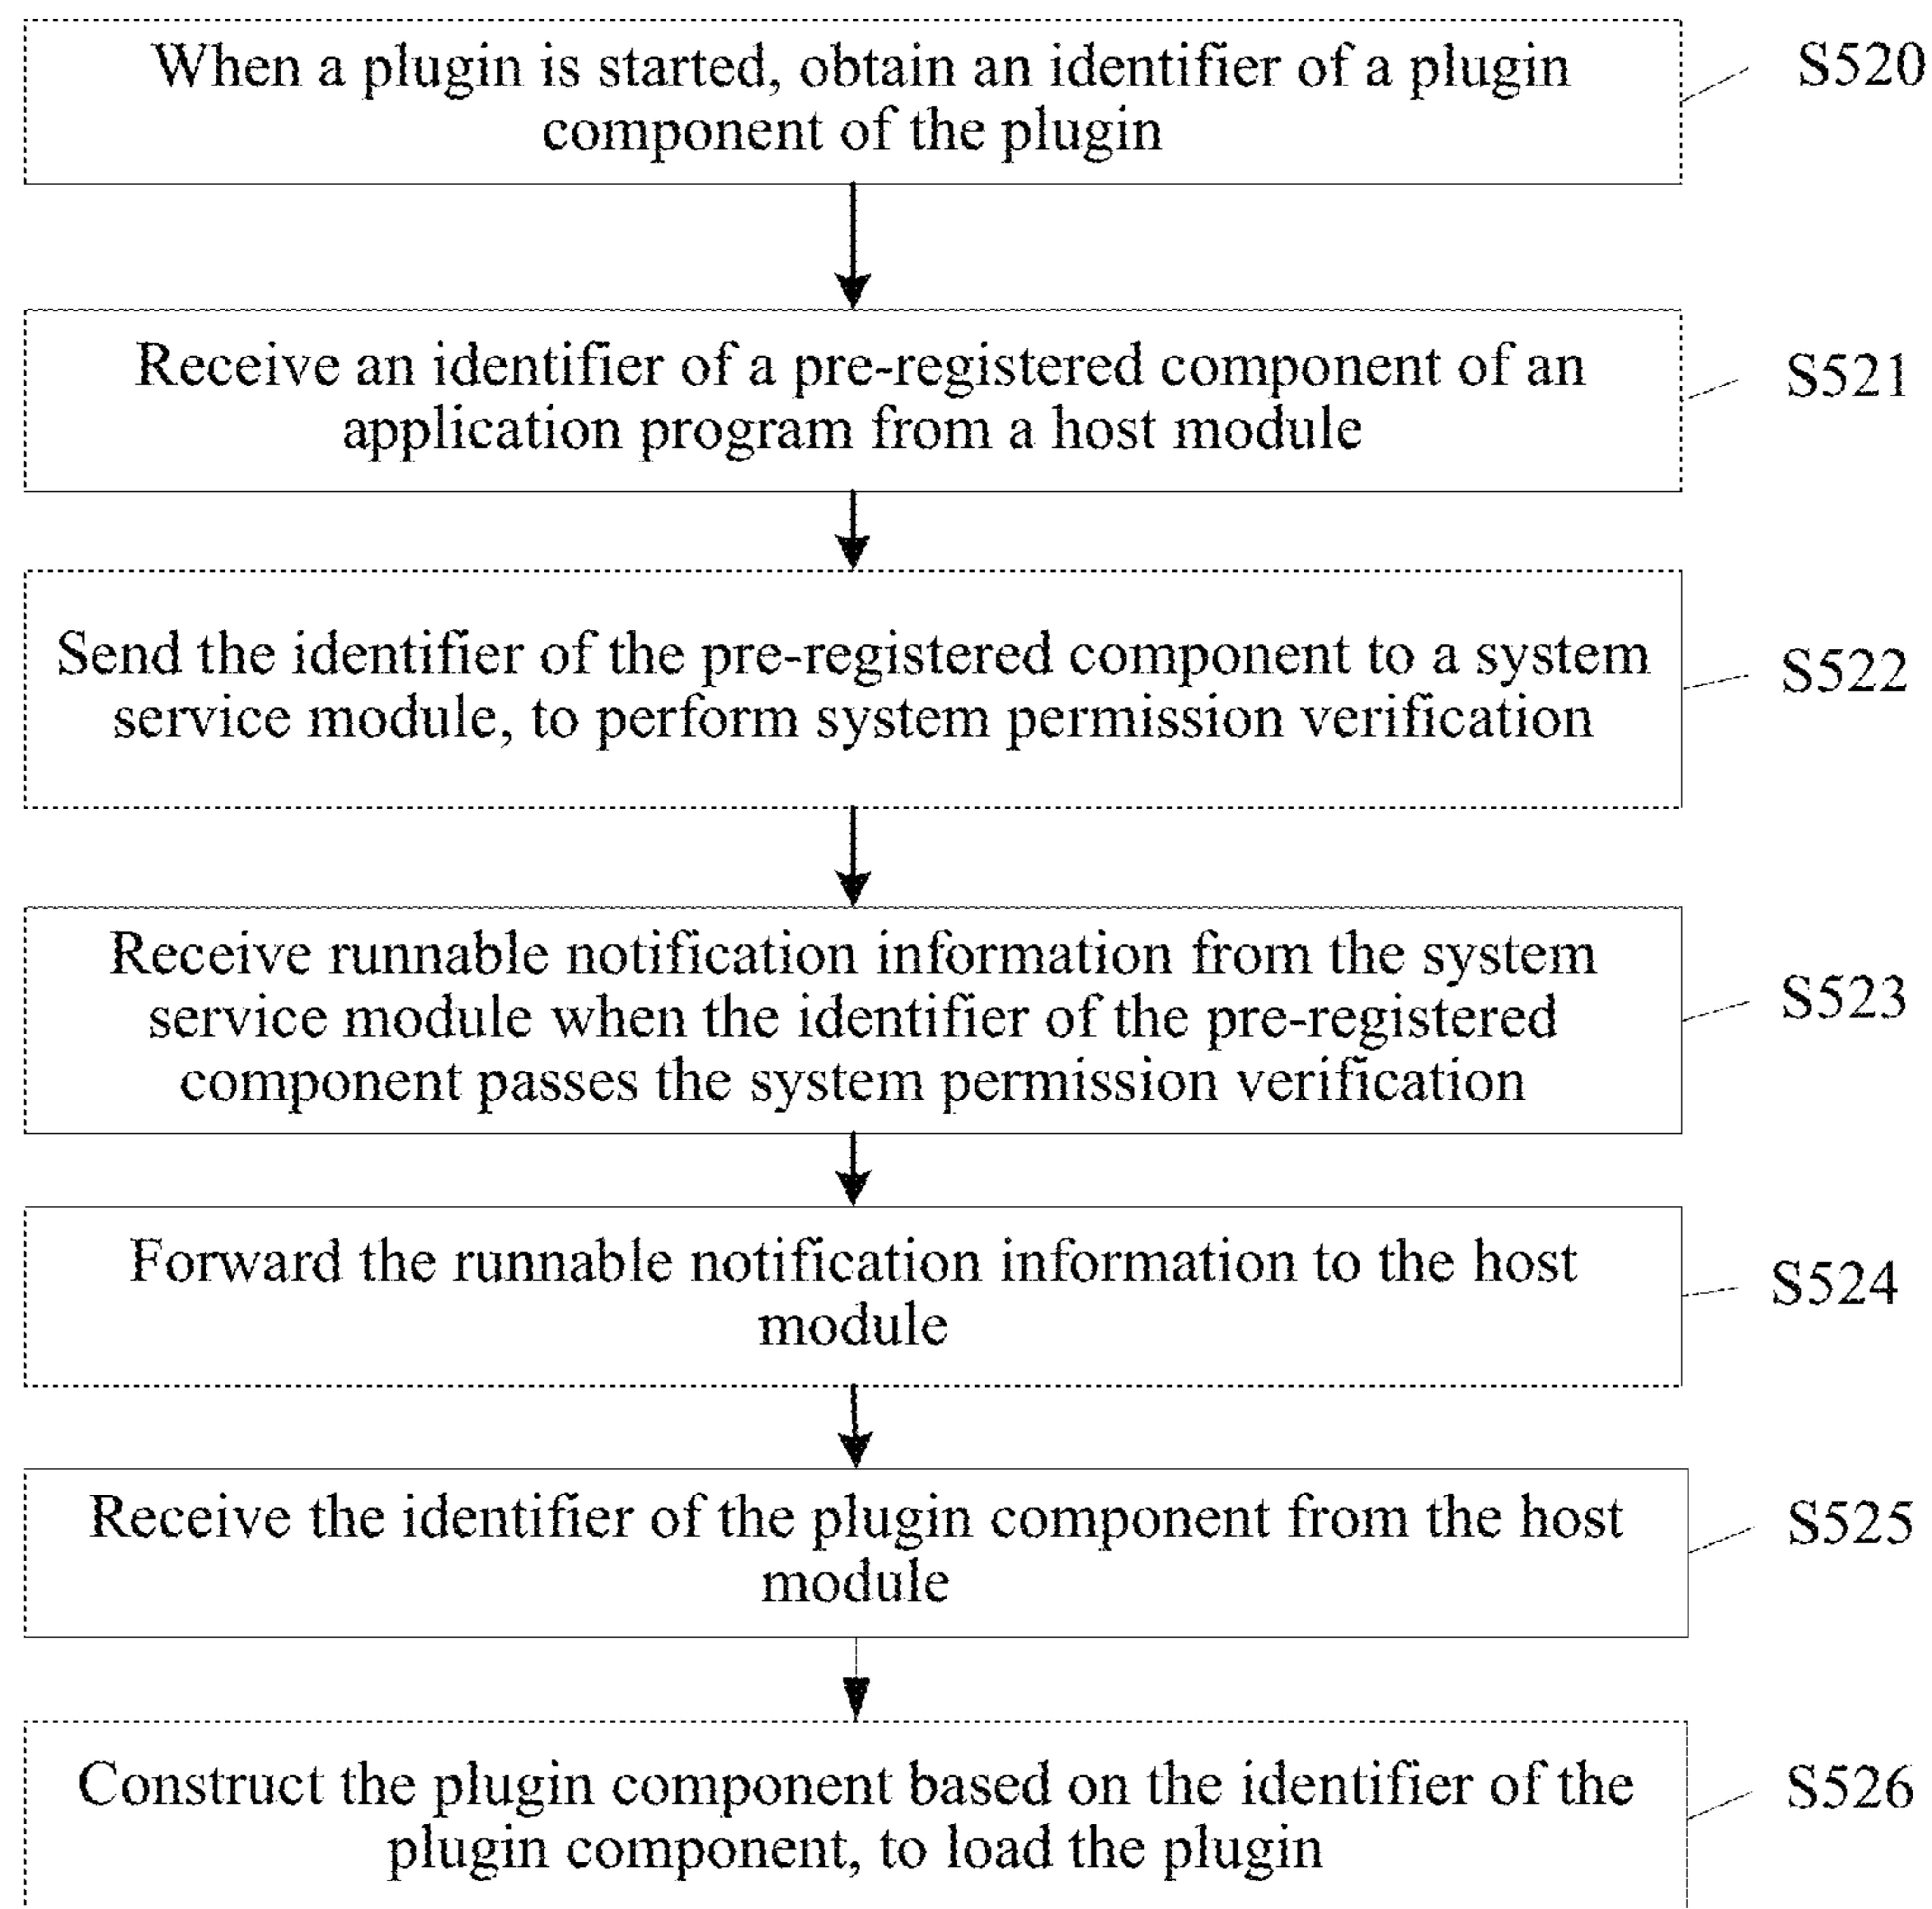 When a plugin is started, obtain an identifier of a plugin
component of the plugin
S520
Receive an identifier of a pre-registered component of an
application program from a host module
S521
Send the identifier of the pre-registered component to a system
service module, to perform system permission verification
S522
Receive runnable notification information from the system
service module when the identifier of the pre-registered
component passes the system permission verification
S523
Forward the runnable notification information to the host
module
S524
Receive the identifier of the plugin component from the host
module
S525
Construct the plugin component based on the identifier of the
plugin component, to load the plugin
S526